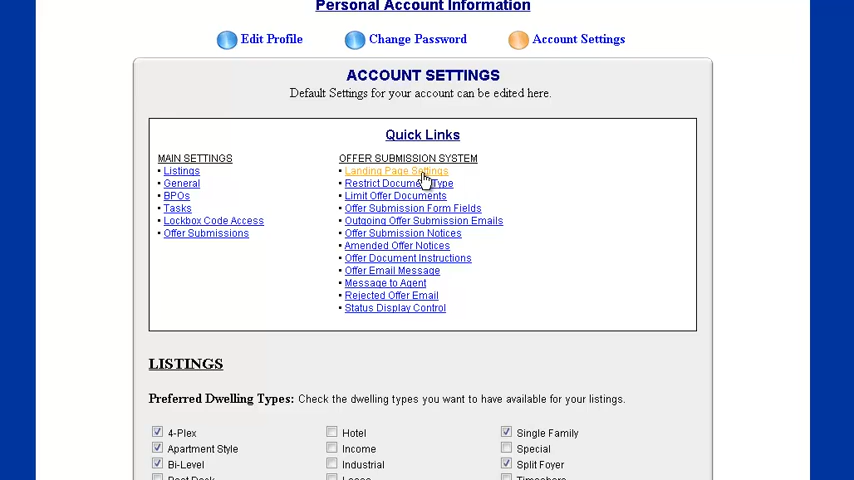 Personal Account Information
Edit Profile Change Password Account Settings
ACCOUNT SETTINGS
Default Settings for your account can be edited here.
Quick Links
MAIN SETTINGS
• Listings
• General
• BPOs
• Tasks
• Lockbox Code Access
• Offer Submissions
OFFER SUBMISSION SYSTEM
• Landing Page Settings
• Restrict Document Type
• Limit Offer Documents
• Offer Submission Form Fields
• Outgoing Offer Submission Emails
• Offer Submission Notices
• Amended Offer Notices
• Offer Document Instructions
• Offer Email Message
• Message to Agent
• Rejected Offer Email
• Status Display Control
LISTINGS
Preferred Dwelling Types: Check the dwelling types you want to have available for your listings.
4-Plex Hotel Single Family
Apartment Style Income Special
Bi-Level Industrial Split Foyer